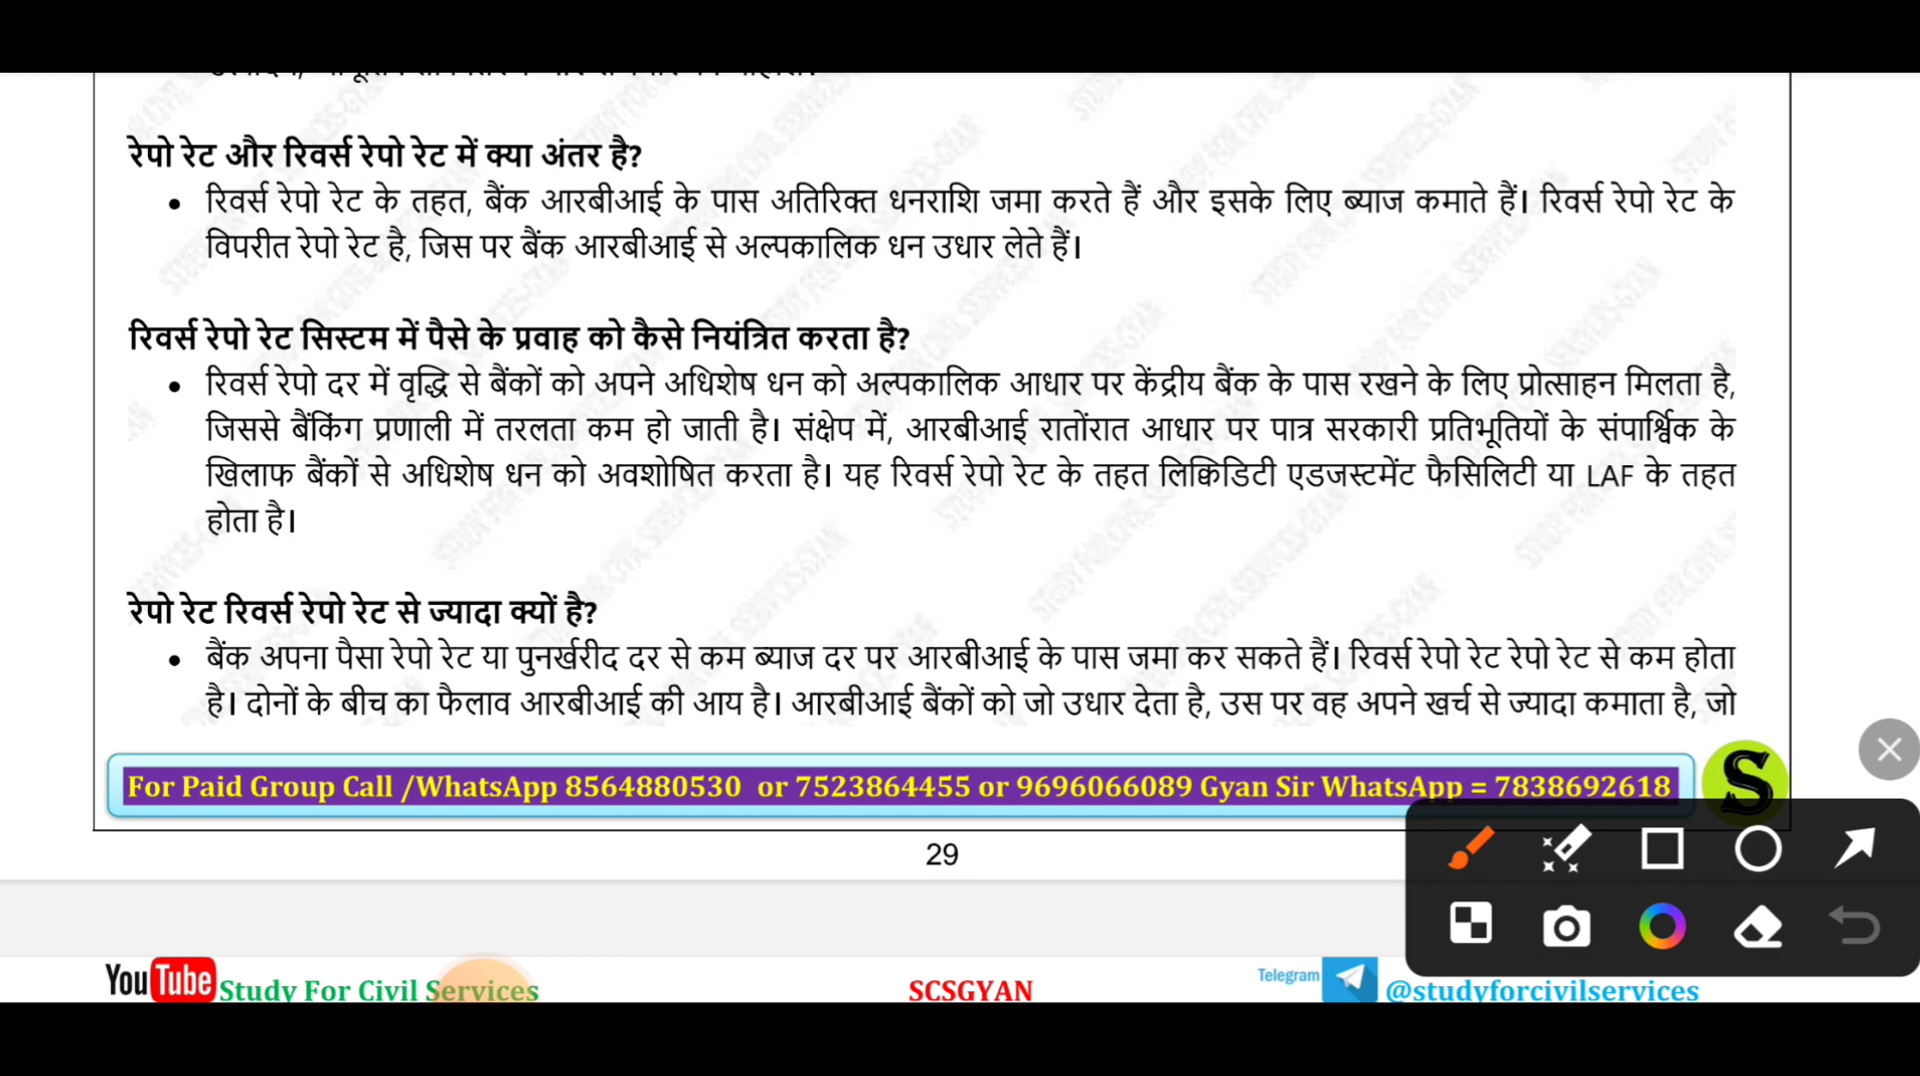 रेपो रेट और रिवर्स रेपो रेट में क्या अंतर है?
• रिवर्स रेपो रेट के तहत, बैंक आरबीआई के पास अतिरिक्त धनराशि जमा करते हैं और इसके लिए ब्याज कमाते हैं। रिवर्स रेपो रेट के
विपरीत रेपो रेट है, जिस पर बैंक आरबीआई से अल्पकालिक धन उधार लेते हैं।
रिवर्स रेपो रेट सिस्टम में पैसे के प्रवाह को कैसे नियंत्रित करता है?
• रिवर्स रेपो दर में वृद्धि से बैंकों को अपने अधिशेष धन को अल्पकालिक आधार पर केंद्रीय बैंक के पास रखने के लिए प्रोत्साहन मिलता है,
जिससे बैंकिंग प्रणाली में तरलता कम हो जाती है। संक्षेप में, आरबीआई रातोंरात आधार पर पात्र सरकारी प्रतिभूतियों के संपार्श्विक के
खिलाफ बैंकों से अधिशेष धन को अवशोषित करता है। यह रिवर्स रेपो रेट के तहत लिक्विडिटी एडजस्टमेंट फैसिलिटी या LAF के तहत
होता है।
रेपो रेट रिवर्स रेपो रेट से ज्यादा क्यों है?
• बैंक अपना पैसा रेपो रेट या पुनर्खरीद दर से कम ब्याज दर पर आरबीआई के पास जमा कर सकते हैं। रिवर्स रेपो रेट रेपो रेट से कम होता
है। दोनों के बीच का फैलाव आरबीआई की आय है। आरबीआई बैंकों को जो उधार देता है, उस पर वह अपने खर्च से ज्यादा कमाता है, जो
For Paid Group Call /WhatsApp 8564880530 or 7523864455 or 9696066089 Gyan Sir WhatsApp = 7838692618
S
29
YouTube Study For Civil Services
SCSGYAN
Telegram @studyforcivilservices